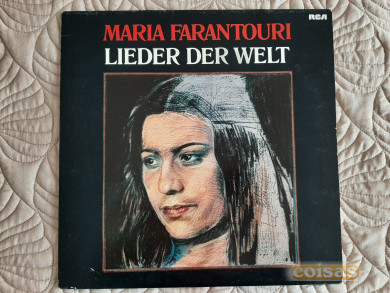 MARIA FARANTOURI
RCA
LIEDER DER WELT
coisas